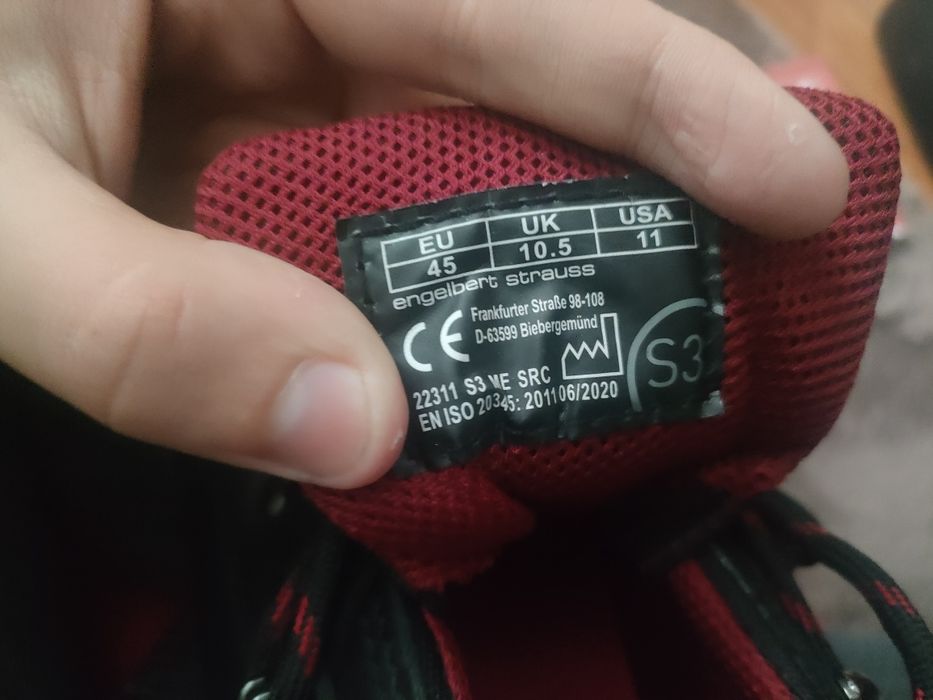 EU UK USA
45 10.5 11
engelbert strauss
CE Frankfurter Straße 98-108
D-63599 Biebergemünd
22311 S3 SRC
EN ISO 20345: 2011 06/2020
S3